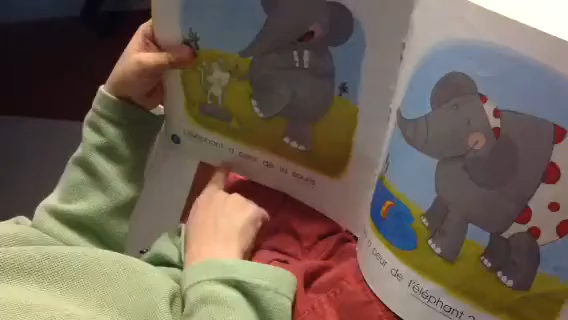 L'éléphant a peur de la souris
a peur de l'éléphant ?